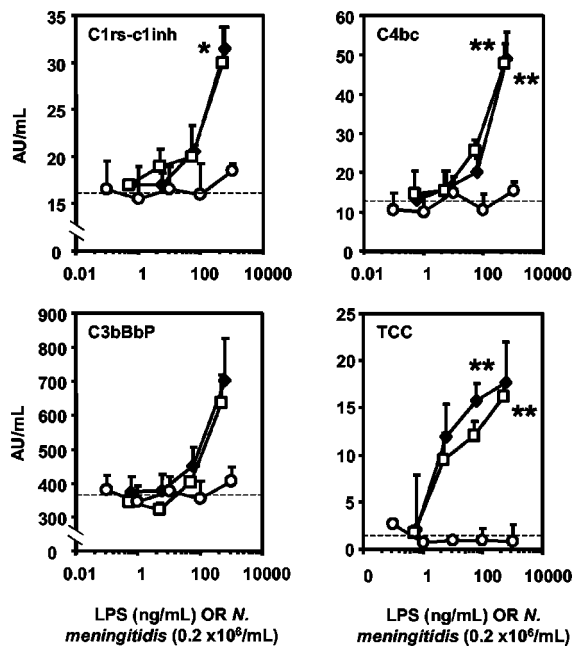 C1rs-c1inh
AU/mL
35
30
25
20
15
0
*
0.01 1 100 10000
C4bc
60
50
40
30
20
10
0
**
**
0.01 1 100 10000
C3bBbP
AU/mL
900
800
700
600
500
400
300
0
0.01 1 100 10000
LPS (ng/mL) OR N.
meningitidis (0.2 x10⁶/mL)
TCC
25
20
15
10
5
0
**
**
0 1 100 10000
LPS (ng/mL) OR N.
meningitidis (0.2 x10⁶/mL)